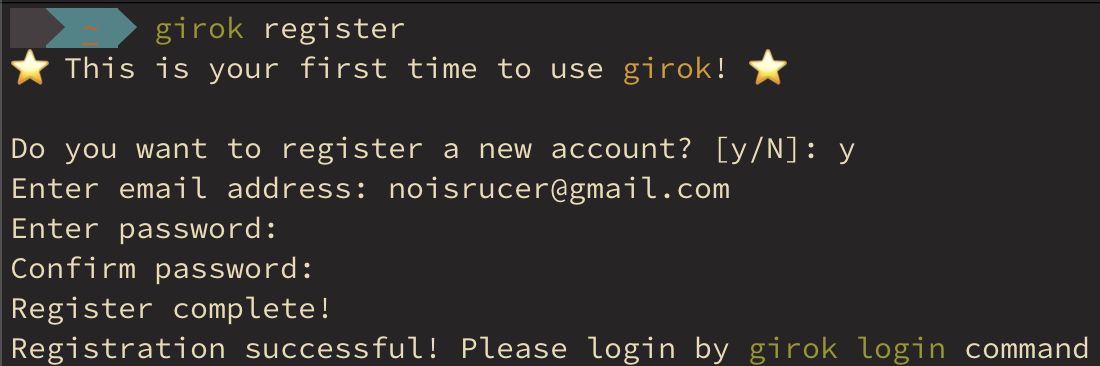 ~ girok register
⭐ This is your first time to use girok! ⭐
Do you want to register a new account? [y/N]: y
Enter email address: noisrucer@gmail.com
Enter password:
Confirm password:
Register complete!
Registration successful! Please login by girok login command